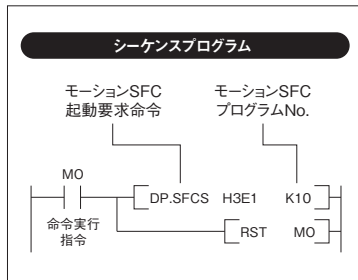 シーケンスプログラム
モーションSFC
起動要求命令
モーションSFC
プログラムNo.
M0
命令実行
指令
DP.SFCS H3E1 K10
RST M0